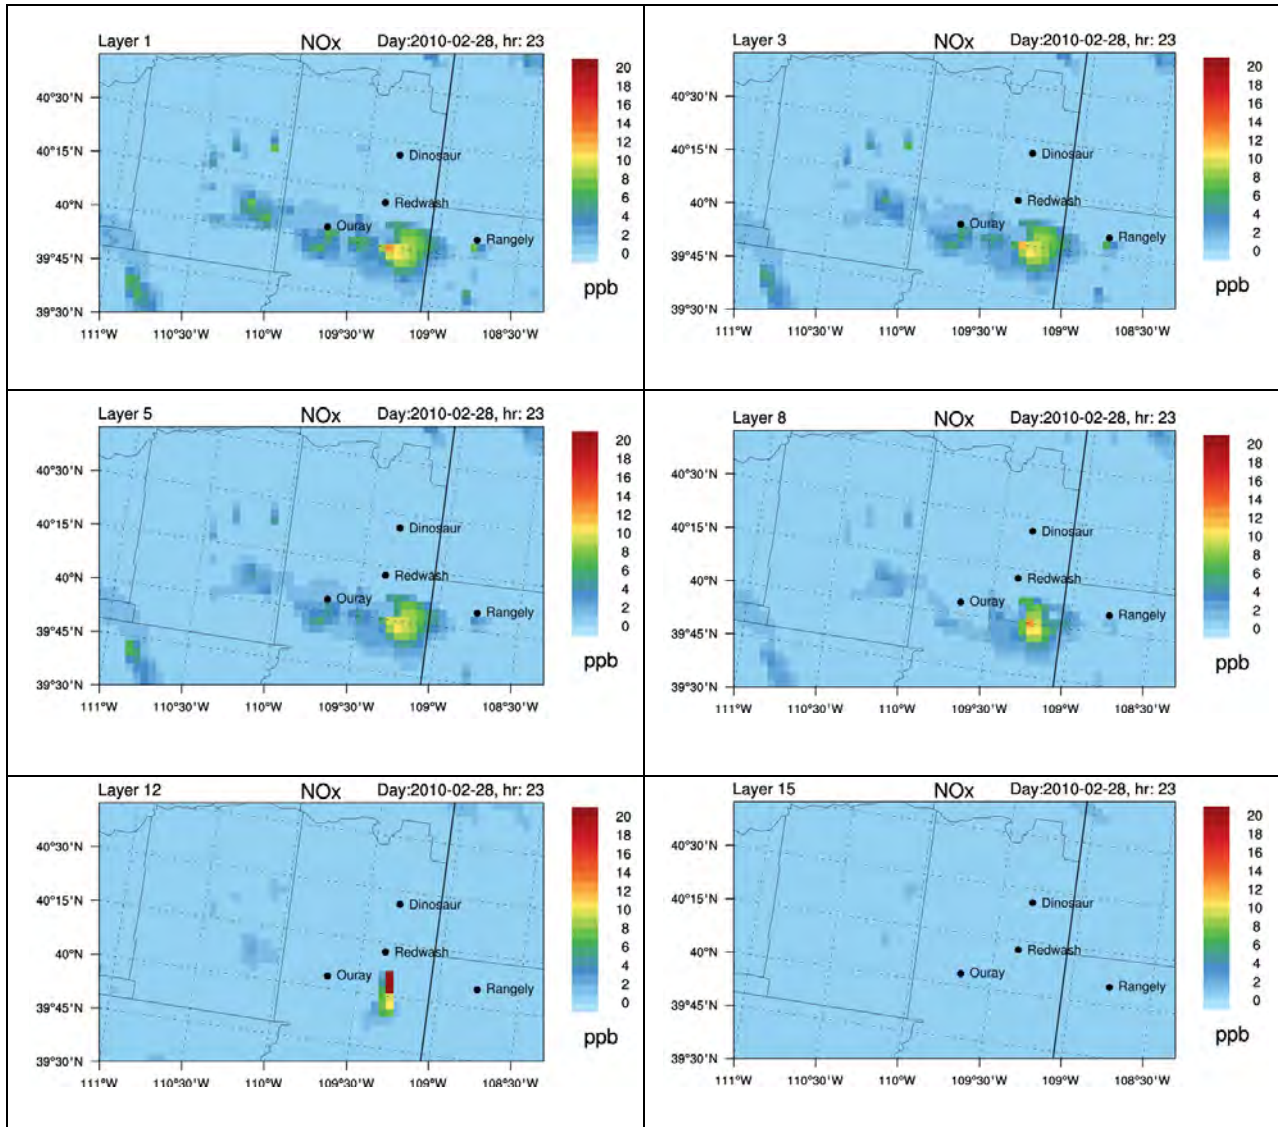 Layer 1 NOx Day:2010-02-28, hr: 23
40°30'N
40°15'N
40°N
39°45'N
39°30'N
111°W 110°30'W 110°W 109°30'W 109°W 108°30'W
Dinosaur
Redwash
Ouray
Rangely
20
18
16
14
12
10
8
6
4
2
0
ppb
Layer 3 NOx Day:2010-02-28, hr: 23
40°30'N
40°15'N
40°N
39°45'N
39°30'N
111°W 110°30'W 110°W 109°30'W 109°W 108°30'W
Dinosaur
Redwash
Ouray
Rangely
20
18
16
14
12
10
8
6
4
2
0
ppb
Layer 5 NOx Day:2010-02-28, hr: 23
40°30'N
40°15'N
40°N
39°45'N
39°30'N
111°W 110°30'W 110°W 109°30'W 109°W 108°30'W
Dinosaur
Redwash
Ouray
Rangely
20
18
16
14
12
10
8
6
4
2
0
ppb
Layer 8 NOx Day:2010-02-28, hr: 23
40°30'N
40°15'N
40°N
39°45'N
39°30'N
111°W 110°30'W 110°W 109°30'W 109°W 108°30'W
Dinosaur
Redwash
Ouray
Rangely
20
18
16
14
12
10
8
6
4
2
0
ppb
Layer 12 NOx Day:2010-02-28, hr: 23
40°30'N
40°15'N
40°N
39°45'N
39°30'N
111°W 110°30'W 110°W 109°30'W 109°W 108°30'W
Dinosaur
Redwash
Ouray
Rangely
20
18
16
14
12
10
8
6
4
2
0
ppb
Layer 15 NOx Day:2010-02-28, hr: 23
40°30'N
40°15'N
40°N
39°45'N
39°30'N
111°W 110°30'W 110°W 109°30'W 109°W 108°30'W
Dinosaur
Redwash
Ouray
Rangely
20
18
16
14
12
10
8
6
4
2
0
ppb